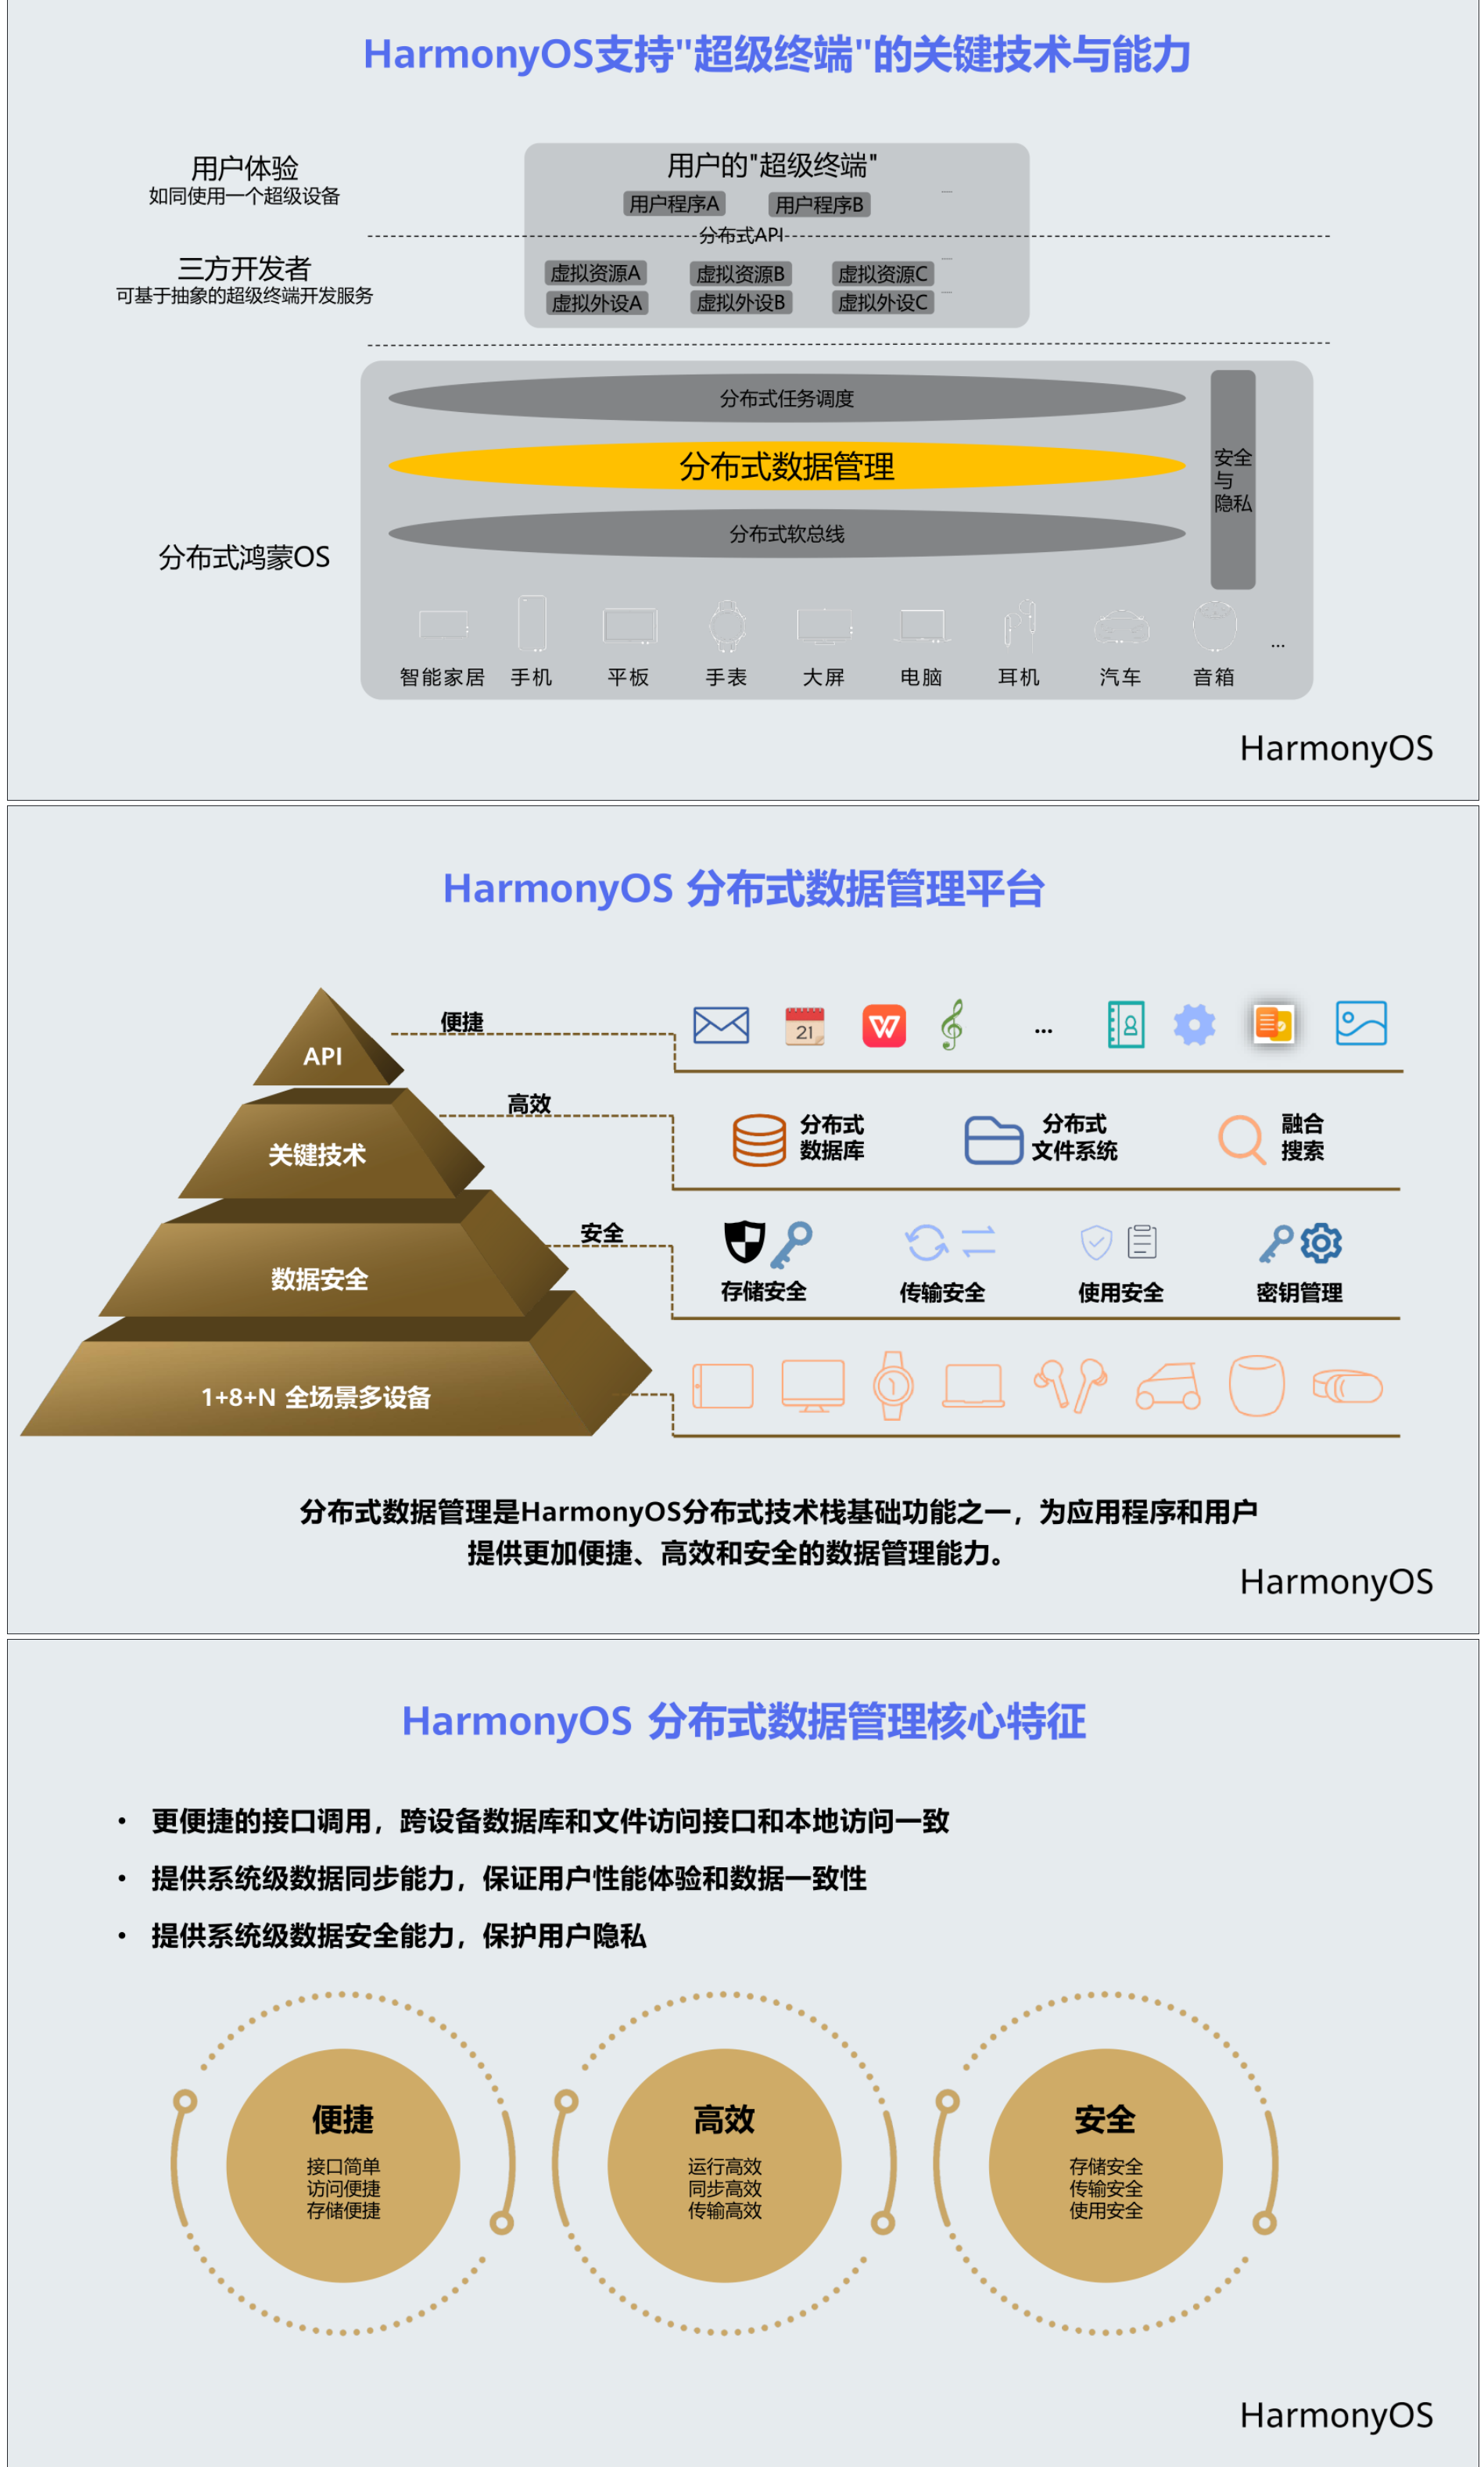 HarmonyOS支持"超级终端"的关键技术与能力
用户体验
如同使用一个超级设备
用户的"超级终端"
用户程序A
用户程序B
分布式API
三方开发者
可基于抽象的超级终端开发服务
虚拟资源A
虚拟资源B
虚拟资源C
虚拟外设A
虚拟外设B
虚拟外设C
分布式任务调度
分布式数据管理
分布式软总线
安全
与
隐私
分布式鸿蒙OS
智能家居
手机
平板
手表
大屏
电脑
耳机
汽车
音箱
...
HarmonyOS
HarmonyOS 分布式数据管理平台
API
便捷
21
W
...
关键技术
高效
分布式
数据库
分布式
文件系统
融合
搜索
数据安全
安全
存储安全
传输安全
使用安全
密钥管理
1+8+N 全场景多设备
分布式数据管理是HarmonyOS分布式技术栈基础功能之一，为应用程序和用户
提供更加便捷、高效和安全的数据管理能力。
HarmonyOS
HarmonyOS 分布式数据管理核心特征
• 更便捷的接口调用，跨设备数据库和文件访问接口和本地访问一致
• 提供系统级数据同步能力，保证用户性能体验和数据一致性
• 提供系统级数据安全能力，保护用户隐私
便捷
接口简单
访问便捷
存储便捷
高效
运行高效
同步高效
传输高效
安全
存储安全
传输安全
使用安全
HarmonyOS